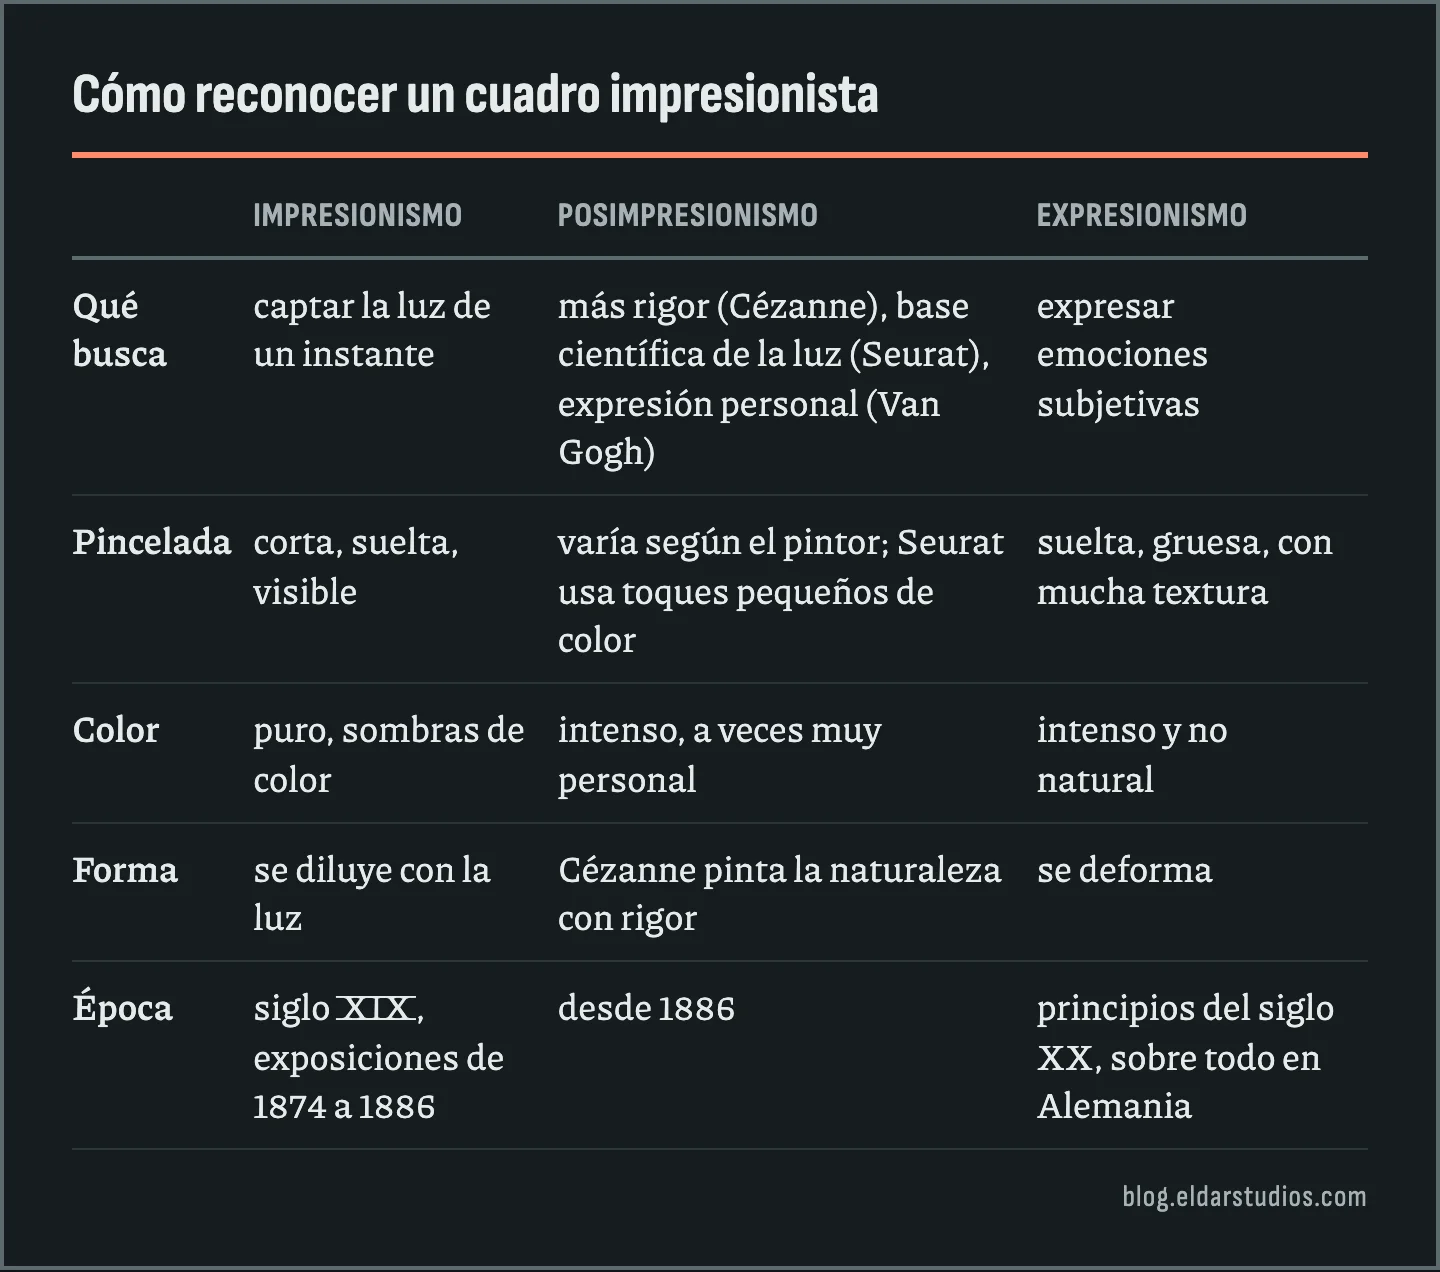 Cómo reconocer un cuadro impresionista
IMPRESIONISMO POSIMPRESIONISMO EXPRESIONISMO
Qué busca
captar la luz de
un instante
más rigor (Cézanne), base
científica de la luz (Seurat),
expresión personal (Van
Gogh)
expresar
emociones
subjetivas
Pincelada
corta, suelta,
visible
varía según el pintor; Seurat
usa toques pequeños de
color
suelta, gruesa, con
mucha textura
Color
puro, sombras de
color
intenso, a veces muy
personal
intenso y no
natural
Forma
se diluye con la
luz
Cézanne pinta la naturaleza
con rigor
se deforma
Época
siglo XIX,
exposiciones de
1874 a 1886
desde 1886
principios del siglo
XX, sobre todo en
Alemania
blog.eldarstudios.com